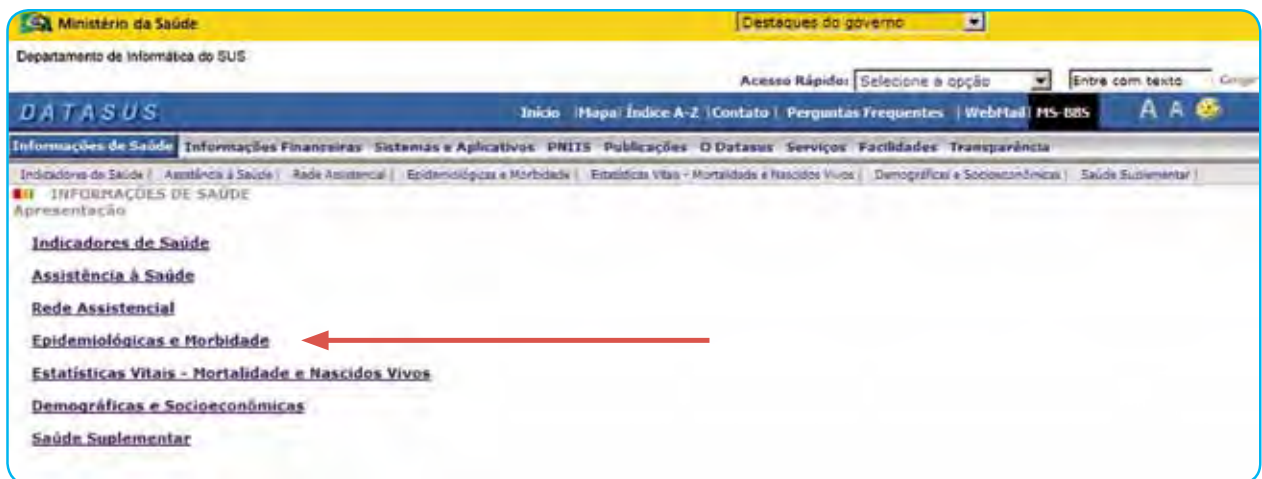 Ministério da Saúde
Destaques do governo
Departamento de Informática do SUS
Acesso Rápido: Selecione a opção Entre com texto
DATASUS
Início |Mapa| Índice A-Z |Contato | Perguntas Frequentes | WebMail| MS-BBS A A
Informações de Saúde Informações Financeiras Sistemas e Aplicativos PNIIS Publicações O Datasus Serviços Facilidades Transparência
Indicadores de Saúde | Assistência à Saúde | Rede Assistencial | Epidemiológicas e Morbidade | Estatísticas Vitais - Mortalidade e Nascidos Vivos | Demográficas e Socioeconômicas | Saúde Suplementar |
INFORMAÇÕES DE SAÚDE
Apresentação
Indicadores de Saúde
Assistência à Saúde
Rede Assistencial
Epidemiológicas e Morbidade
Estatísticas Vitais - Mortalidade e Nascidos Vivos
Demográficas e Socioeconômicas
Saúde Suplementar